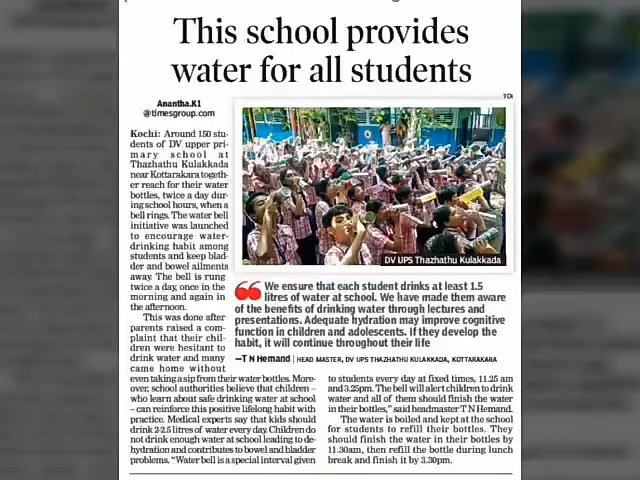 This school provides
water for all students
Anantha.K1
@timesgroup.com
TOI
DV UPS Thazhathu Kulakkada
Kochi: Around 150 stu-
dents of DV upper pri-
mary school at
Thazhathu Kulakkada
near Kottarakara togeth-
er reach for their water
bottles, twice a day dur-
ing school hours, when a
bell rings. The water bell
initiative was launched
to encourage water-
drinking habit among
students and keep blad-
der and bowel ailments
away. The bell is rung
twice a day, once in the
morning and again in
the afternoon.
This was done after
parents raised a com-
plaint that their chil-
dren were hesitant to
drink water and many
came home without
even taking a sip from their water bottles. More-
over, school authorities believe that children –
who learn about safe drinking water at school
– can reinforce this positive lifelong habit with
practice. Medical experts say that kids should
drink 2-2.5 litres of water every day. Children do
not drink enough water at school leading to de-
hydration and contributes to bowel and bladder
problems. “Water bell is a special interval given
We ensure that each student drinks at least 1.5
litres of water at school. We have made them aware
of the benefits of drinking water through lectures and
presentations. Adequate hydration may improve cognitive
function in children and adolescents. If they develop the
habit, it will continue throughout their life
—T N Hemand | HEAD MASTER, DV UPS THAZHATHU KULAKKADA, KOTTARAKARA
to students every day at fixed times, 11.25 am
and 3.25pm. The bell will alert children to drink
water and all of them should finish the water
in their bottles,” said headmaster T N Hemand.
The water is boiled and kept at the school
for students to refill their bottles. They
should finish the water in their bottles by
11.30am, then refill the bottle during lunch
break and finish it by 3.30pm.